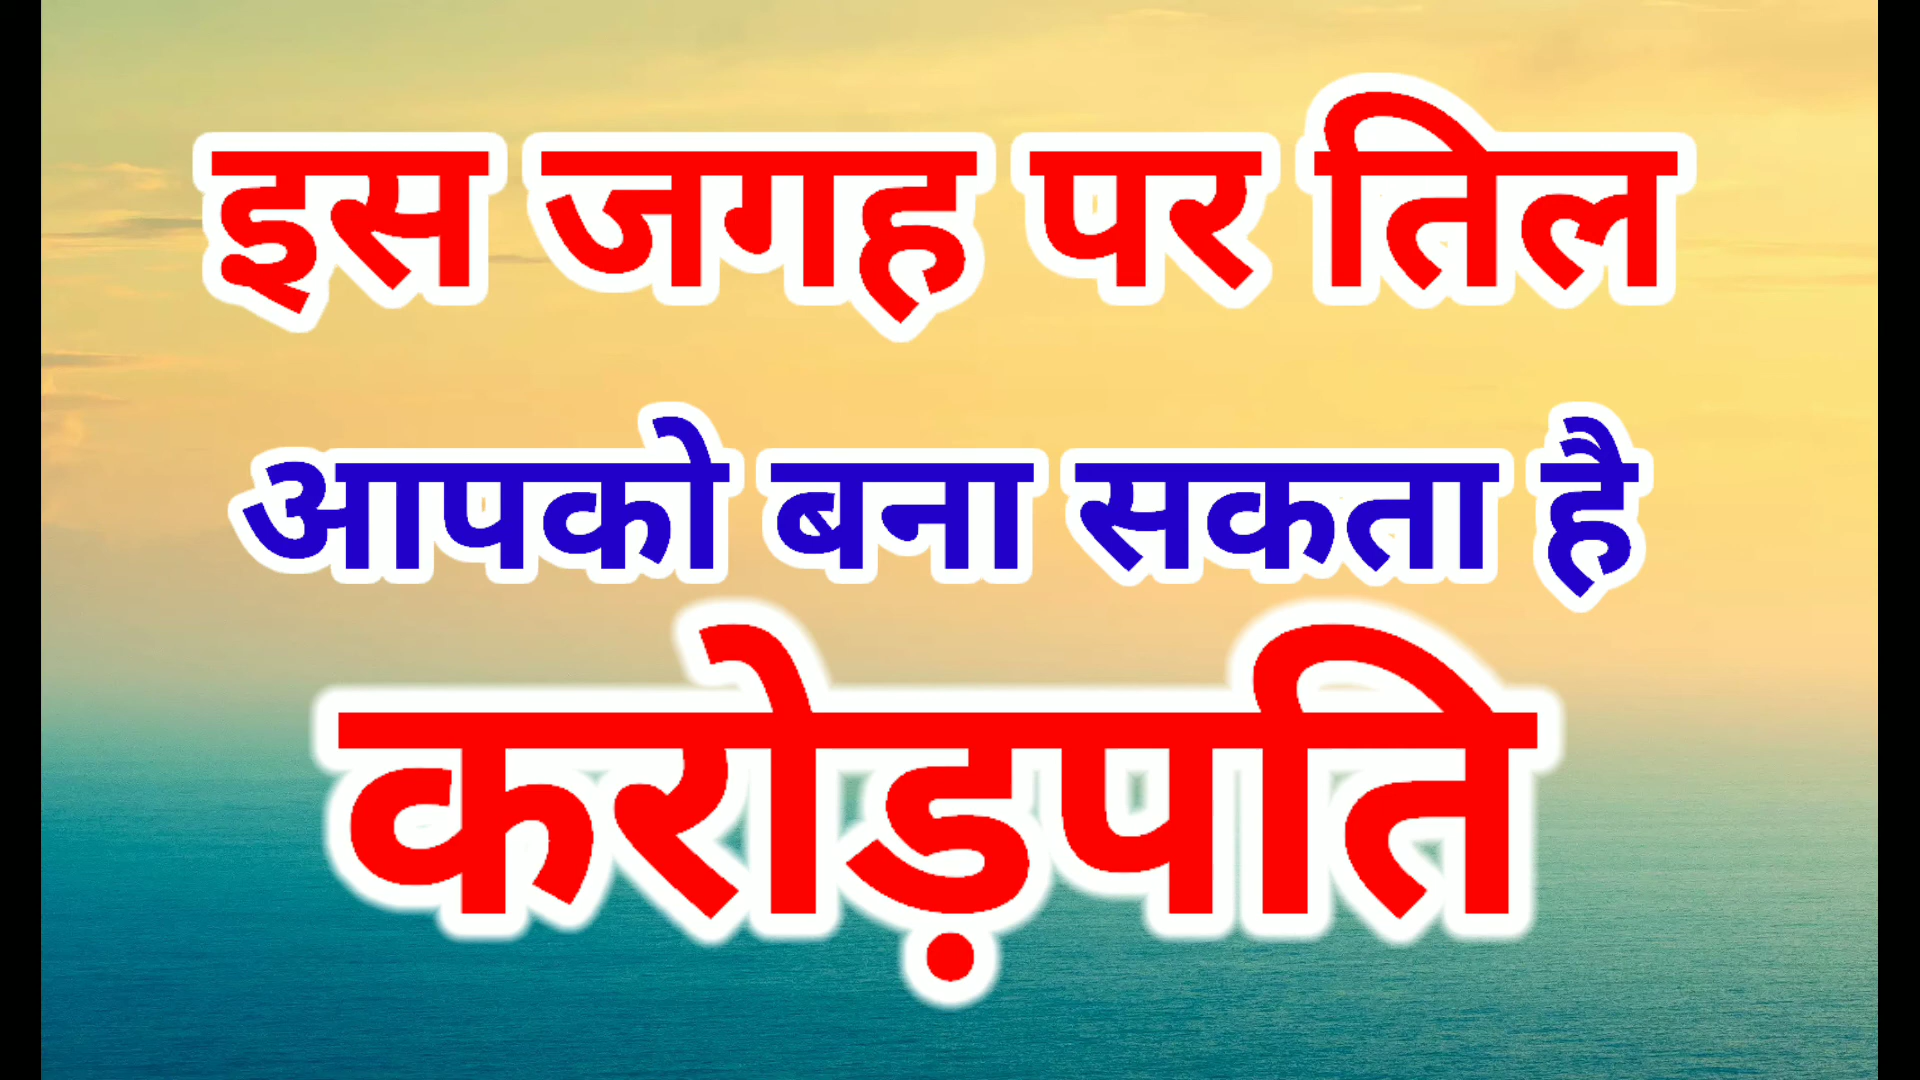 इस जगह पर तिल
आपको बना सकता है
करोड़पति